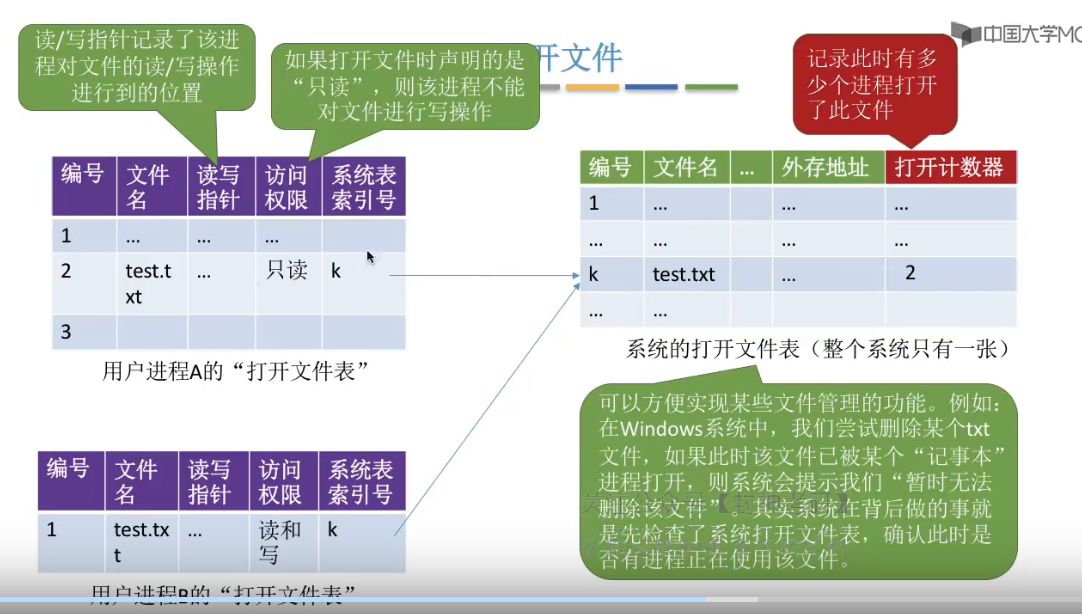 开文件
中国大学MO
读/写指针记录了该进
程对文件的读/写操作
进行到的位置
如果打开文件时声明的是
“只读”,则该进程不能
对文件进行写操作
记录此时有多
少个进程打开
了此文件
编号 文件名 读写指针 访问权限 系统表索引号
1 ... ... ...
2 test.txt ... 只读 k
3
用户进程A的“打开文件表”
编号 文件名 ... 外存地址 打开计数器
1 ... ... ...
... ... ... ...
k test.txt ... 2
... ...
系统的打开文件表(整个系统只有一张)
编号 文件名 读写指针 访问权限 系统表索引号
1 test.txt ... 读和写 k
用户进程B的“打开文件表”
可以方便实现某些文件管理的功能。例如:
在Windows系统中,我们尝试删除某个txt
文件,如果此时该文件已被某个“记事本”
进程打开,则系统会提示我们“暂时无法
删除该文件”。其实系统在背后做的事就
是先检查了系统打开文件表,确认此时是
否有进程正在使用该文件。